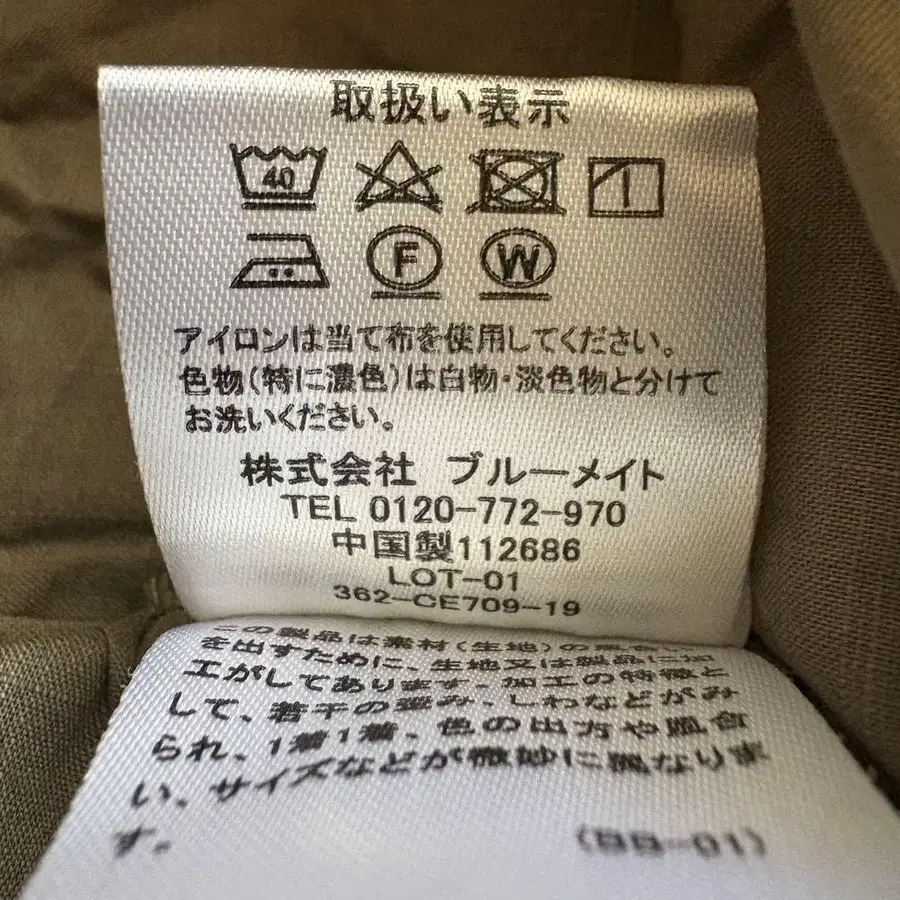 取扱い表示
40
F W
アイロンは当て布を使用してください。
色物(特に濃色)は白物・淡色物と分けて
お洗いください。
株式会社 ブルーメイト
TEL 0120-772-970
中国製112686
LOT-01
362-CE709-19
この製品は素材(生地)の風合い
を出すために、生地又は製品に加
工がしてあります。加工の特徴と
して、若干の歪み、しわなどがみ
られ、1着1着、色の出方や風合
い、サイズなどが微妙に異なりま
す。 (BB-01)